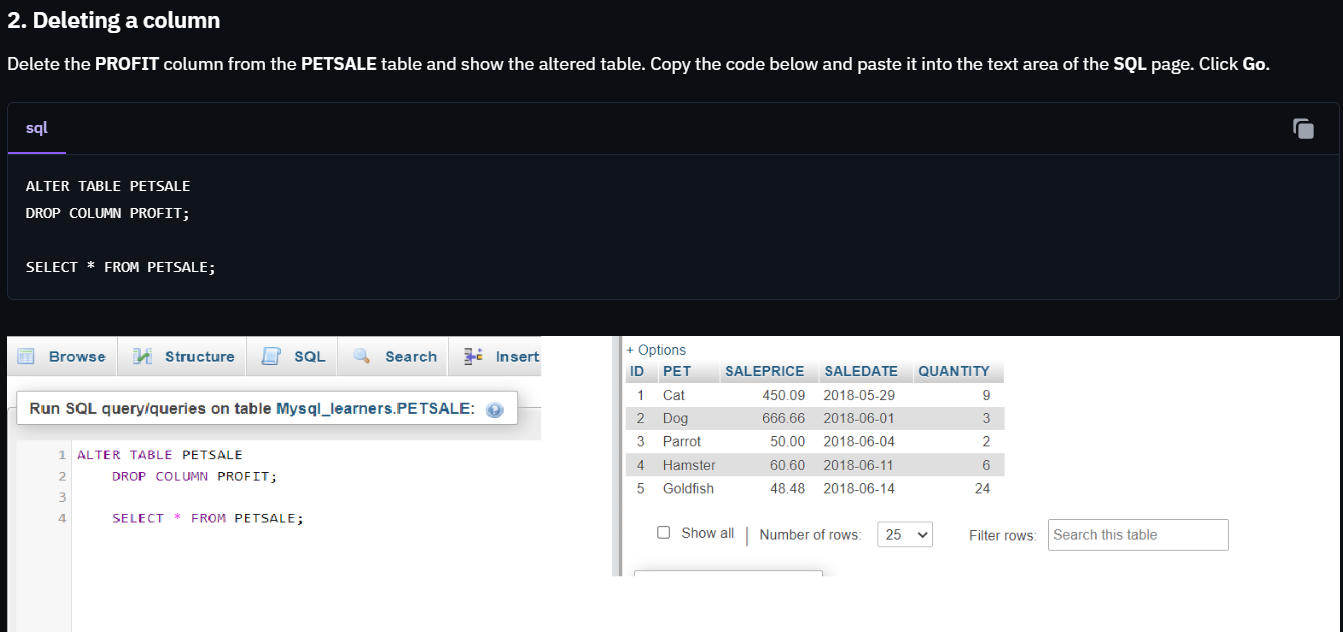 2. Deleting a column
Delete the PROFIT column from the PETSALE table and show the altered table. Copy the code below and paste it into the text area of the SQL page. Click Go.
sql
ALTER TABLE PETSALE
DROP COLUMN PROFIT;
SELECT * FROM PETSALE;
Browse Structure SQL Search Insert
Run SQL query/queries on table Mysql_learners.PETSALE:
1 ALTER TABLE PETSALE
2 DROP COLUMN PROFIT;
3
4 SELECT * FROM PETSALE;
+ Options
ID PET SALEPRICE SALEDATE QUANTITY
1 Cat 450.09 2018-05-29 9
2 Dog 666.66 2018-06-01 3
3 Parrot 50.00 2018-06-04 2
4 Hamster 60.60 2018-06-11 6
5 Goldfish 48.48 2018-06-14 24
Show all | Number of rows: 25 Filter rows: Search this table